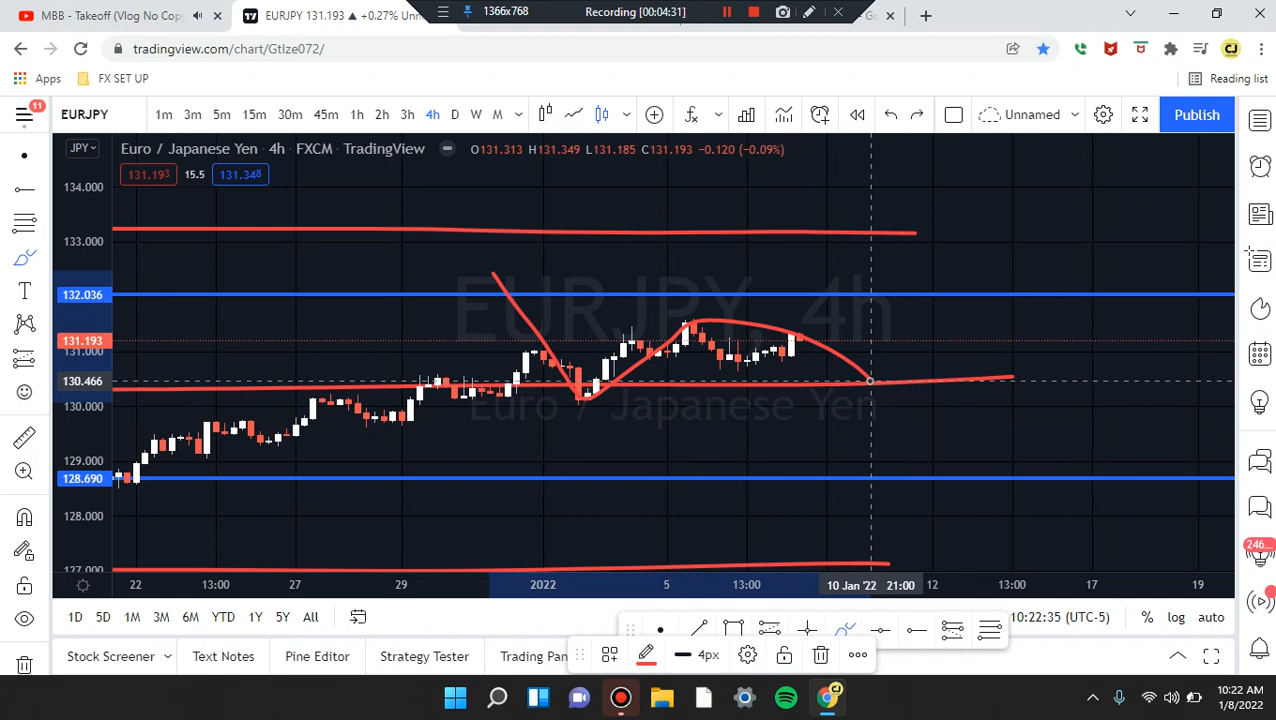 MBB - Takeoff (Vlog No Cop
EURJPY 131.193 ▲ +0.27% Unn
1366x768
Recording [00:04:31]
tradingview.com/chart/GtIze072/
Apps
FX SET UP
Reading list
11
EURJPY
1m 3m 5m 15m 30m 45m 1h 2h 3h 4h D W M
Unnamed
Publish
JPY
Euro / Japanese Yen · 4h · FXCM · TradingView
O131.313 H131.349 L131.185 C131.193 -0.120 (-0.09%)
131.193 15.5 131.348
134.000
133.000
132.036
131.193
131.000
130.466
130.000
129.000
128.690
128.000
127.000
EURJPY, 4h
Euro / Japanese Yen
22 13:00 27 29 2022 5 13:00 10 Jan '22 21:00 12 13:00 17 19
1D 5D 1M 3M 6M YTD 1Y 5Y All
10:22:35 (UTC-5)
% log auto
Stock Screener
Text Notes
Pine Editor
Strategy Tester
Trading Pan
4px
246
10:22 AM
1/8/2022